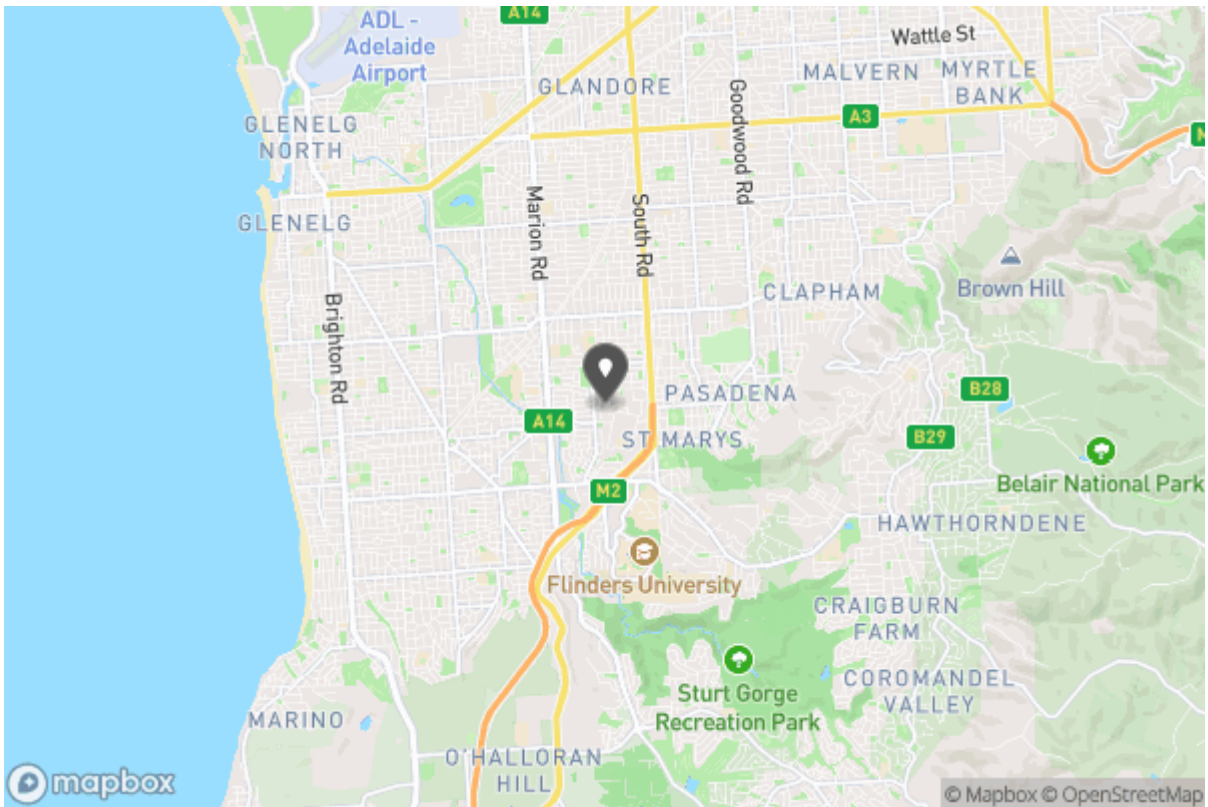 A14
ADL -
Adelaide
Airport
Wattle St
GLANDORE
MALVERN
MYRTLE
BANK
Goodwood Rd
A3
M
GLENELG
NORTH
Marion Rd
South Rd
GLENELG
Brighton Rd
CLAPHAM
Brown Hill
PASADENA
B28
A14
ST MARYS
B29
M2
Belair National Park
HAWTHORNDENE
Flinders University
CRAIGBURN
FARM
Sturt Gorge
Recreation Park
COROMANDEL
VALLEY
MARINO
O'HALLORAN
HILL
mapbox
© Mapbox © OpenStreetMap